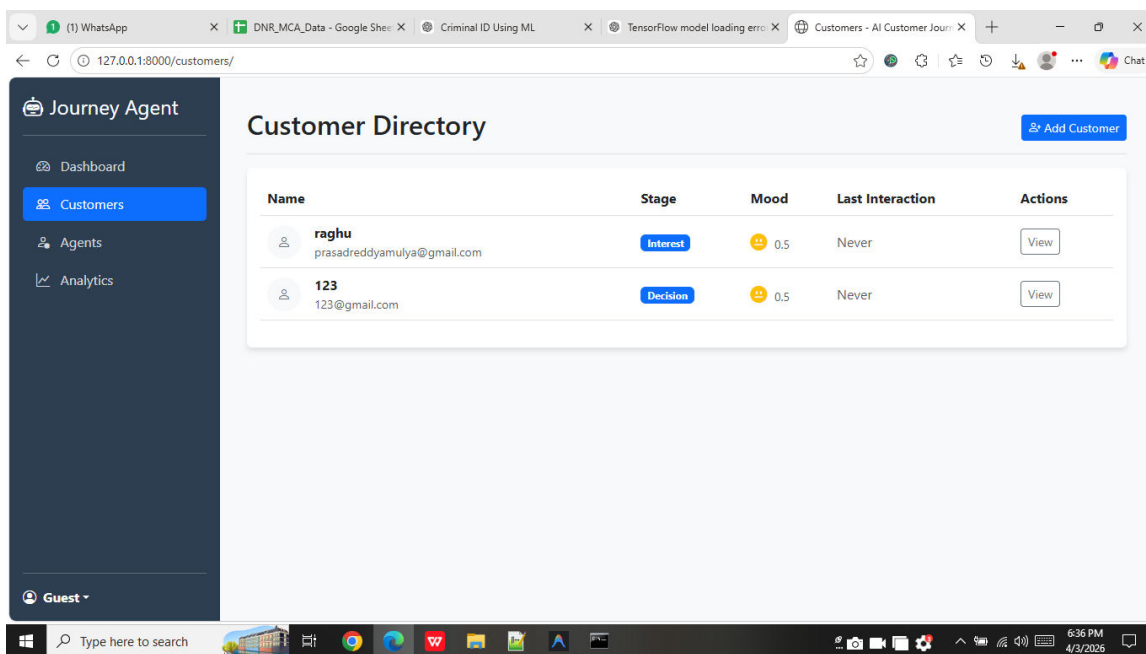 (1) WhatsApp
DNR_MCA_Data - Google Shee
Criminal ID Using ML
TensorFlow model loading erro
Customers - AI Customer Journ
127.0.0.1:8000/customers/
Chat
Journey Agent
Dashboard
Customers
Agents
Analytics
Guest
Customer Directory
Add Customer
Name Stage Mood Last Interaction Actions
raghu
prasadreddyamulya@gmail.com
Interest 0.5 Never View
123
123@gmail.com
Decision 0.5 Never View
Type here to search
6:36 PM
4/3/2026